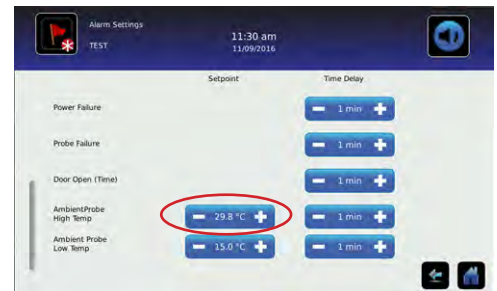 Alarm Settings
TEST
11:30 am
11/09/2016
Setpoint Time Delay
Power Failure 1 min
Probe Failure 1 min
Door Open (Time) 1 min
AmbientProbe
High Temp 29.8 °C 1 min
Ambient Probe
Low Temp 15.0 °C 1 min